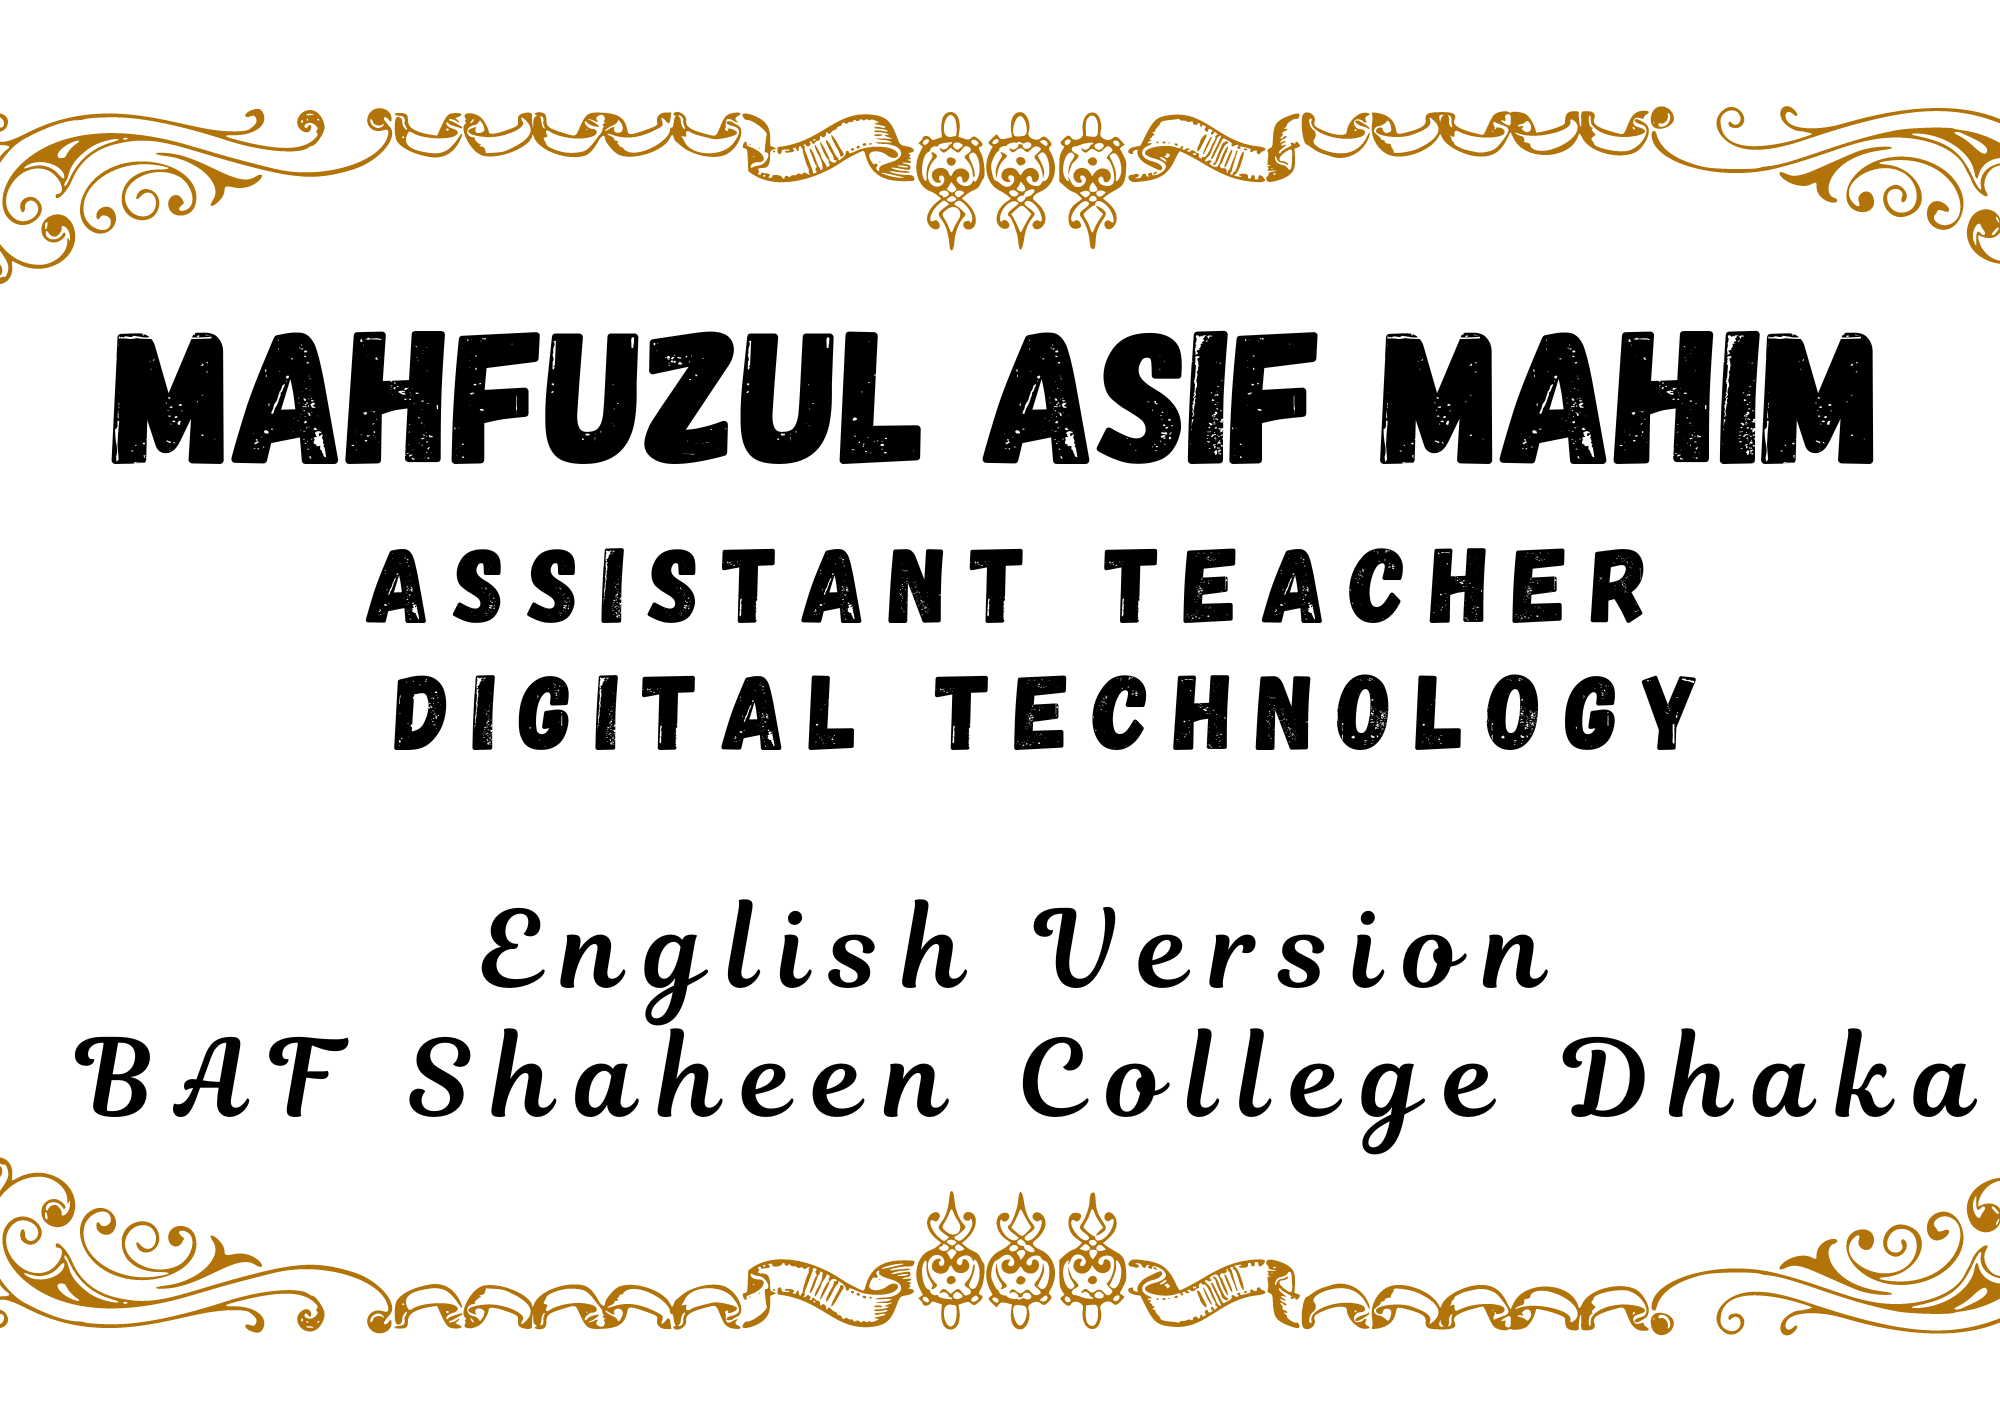 MAHFUZUL ASIF MAHIM
ASSISTANT TEACHER
DIGITAL TECHNOLOGY
English Version
BAF Shaheen College Dhaka